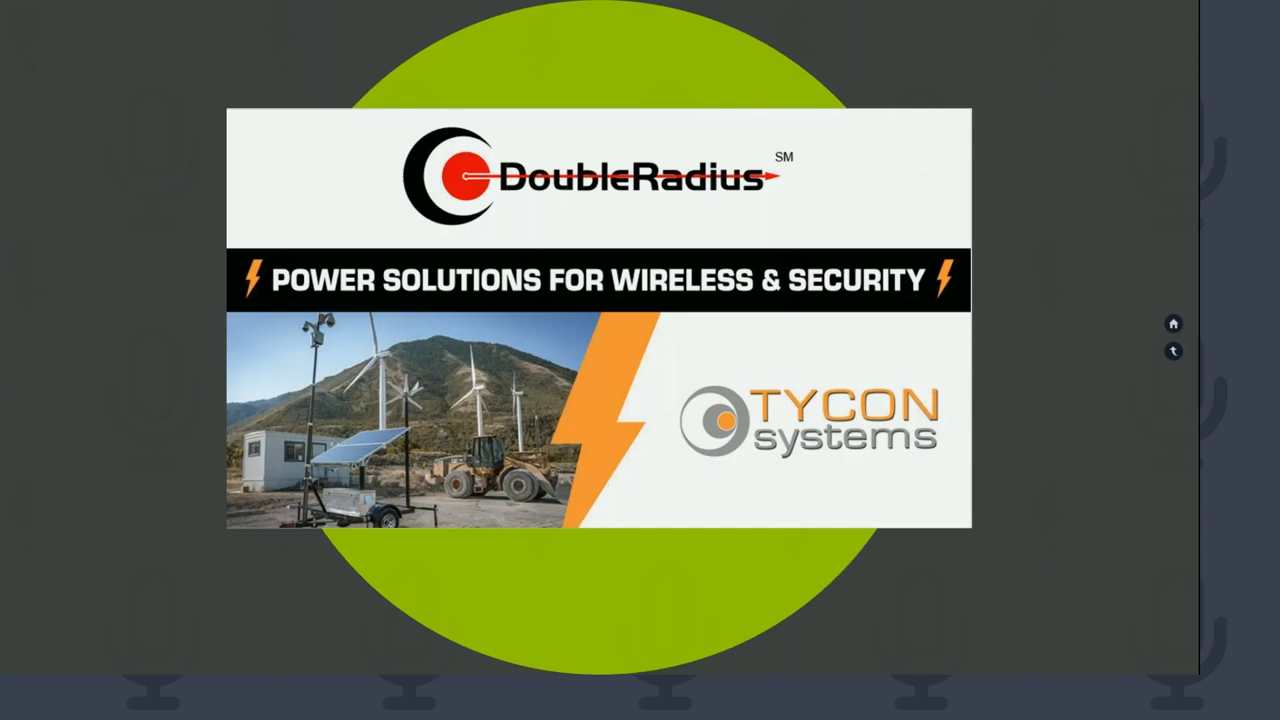 DoubleRadius SM
POWER SOLUTIONS FOR WIRELESS & SECURITY
TYCON
systems